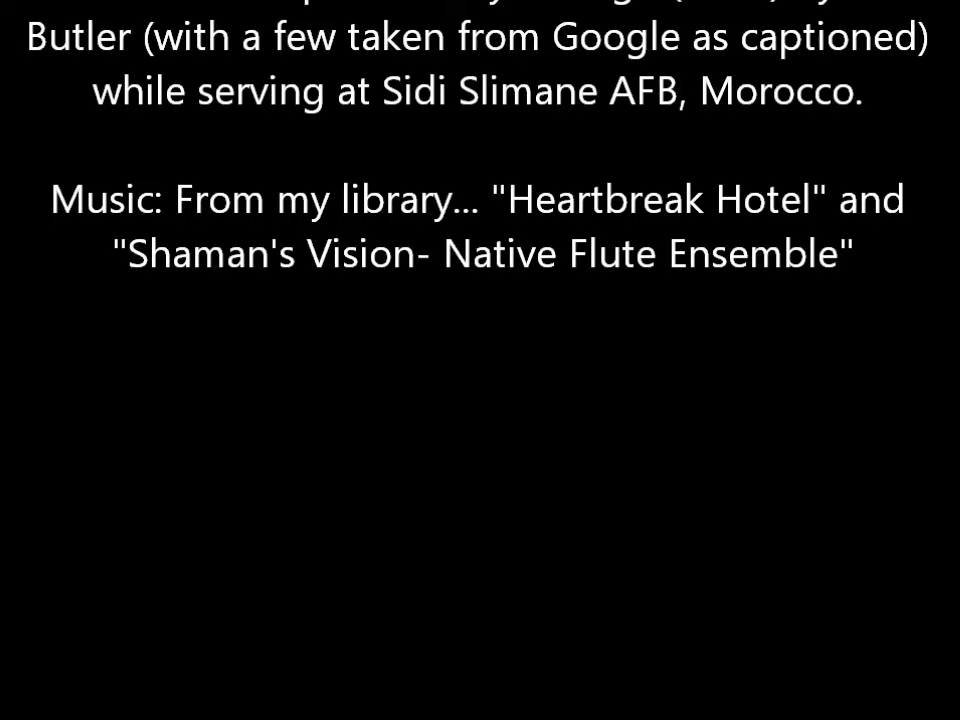 Butler (with a few taken from Google as captioned)
while serving at Sidi Slimane AFB, Morocco.
Music: From my library... "Heartbreak Hotel" and
"Shaman's Vision- Native Flute Ensemble"